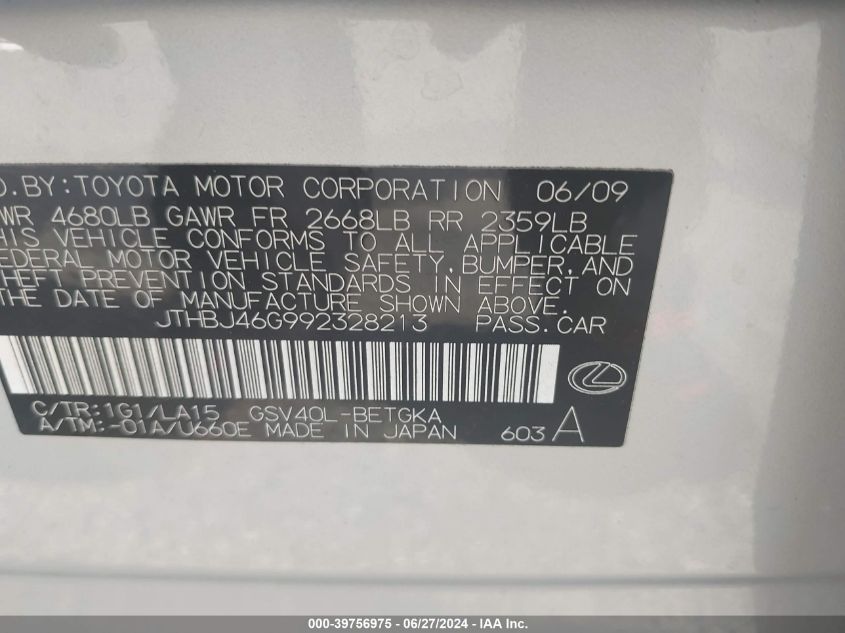 D.BY:TOYOTA MOTOR CORPORATION 06/09
WR 4680LB GAWR FR 2668LB RR 2359LB
HIS VEHICLE CONFORMS TO ALL APPLICABLE
EDERAL MOTOR VEHICLE SAFETY,BUMPER,AND
HEFT PREVENTION STANDARDS IN EFFECT ON
THE DATE OF MANUFACTURE SHOWN ABOVE.
JTHBJ46G992328213 PASS.CAR
C/TR:1G1/LA15 GSV40L-BETGKA
A/TM:-01A/U660E MADE IN JAPAN 603 A
000-39756975 - 06/27/2024 - IAA Inc.